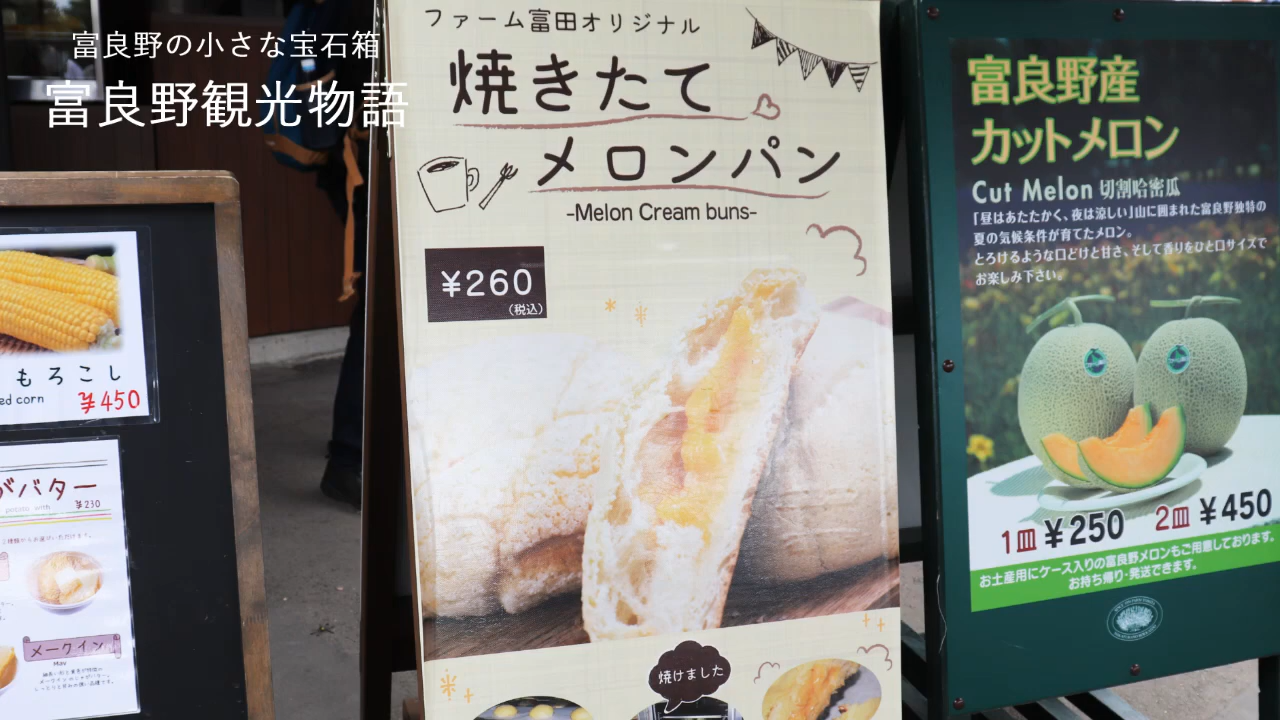 富良野の小さな宝石箱
富良野観光物語
もろこし
ed corn
¥450
がバター
¥230
メークイン
May
ファーム富田オリジナル
焼きたて
メロンパン
-Melon Cream buns-
¥260
(税込)
焼けました
富良野産
カットメロン
Cut Melon 切割哈密瓜
「昼はあたたかく、夜は涼しい」山に囲まれた富良野独特の
夏の気候条件が育てたメロン。
とろけるような口どけと甘さ、そして香りをひと口サイズで
お楽しみ下さい。
1皿 ¥250 2皿 ¥450
お土産用にケース入りの富良野メロンもご用意しております。
お持ち帰り・発送できます。